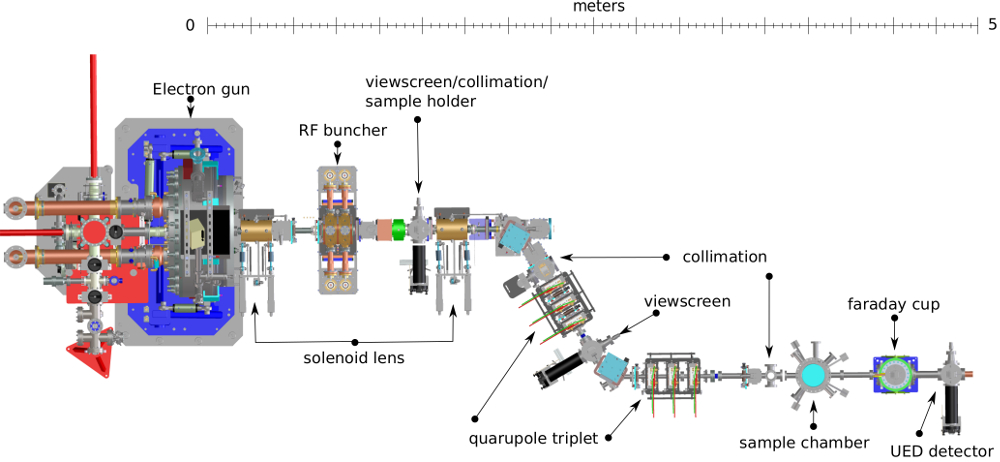 meters
0
5
Electron gun
viewscreen/collimation/
sample holder
RF buncher
collimation
viewscreen
faraday cup
solenoid lens
quarupole triplet
sample chamber
UED detector